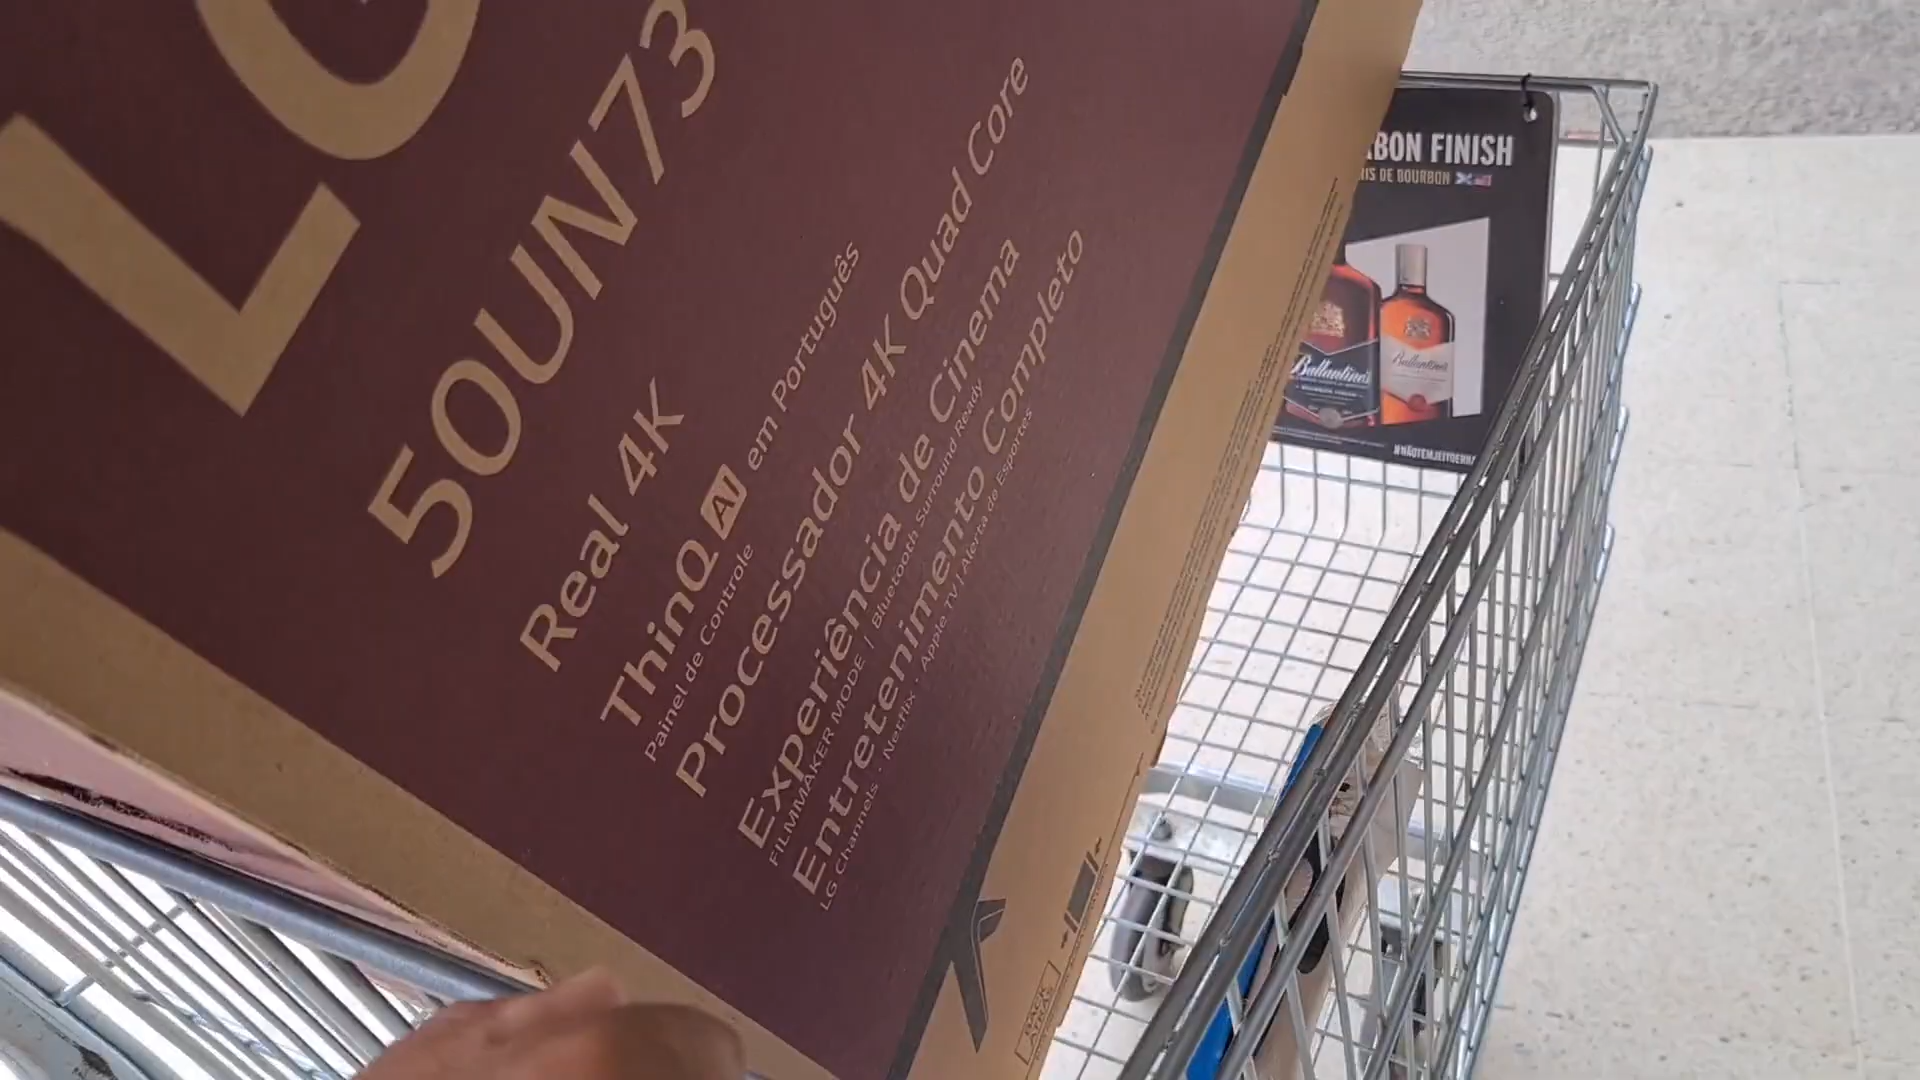 LG
50UN73
Real 4K
ThinQ AI em Português
Painel de Controle
Processador 4K Quad Core
Experiência de Cinema
FILMMAKER MODE | Bluetooth Surround Ready
Entretenimento Completo
LG Channels · Netflix · Apple TV | Alerta de Esportes
BON FINISH
DE BOURBON
Ballantine's
Ballantine's